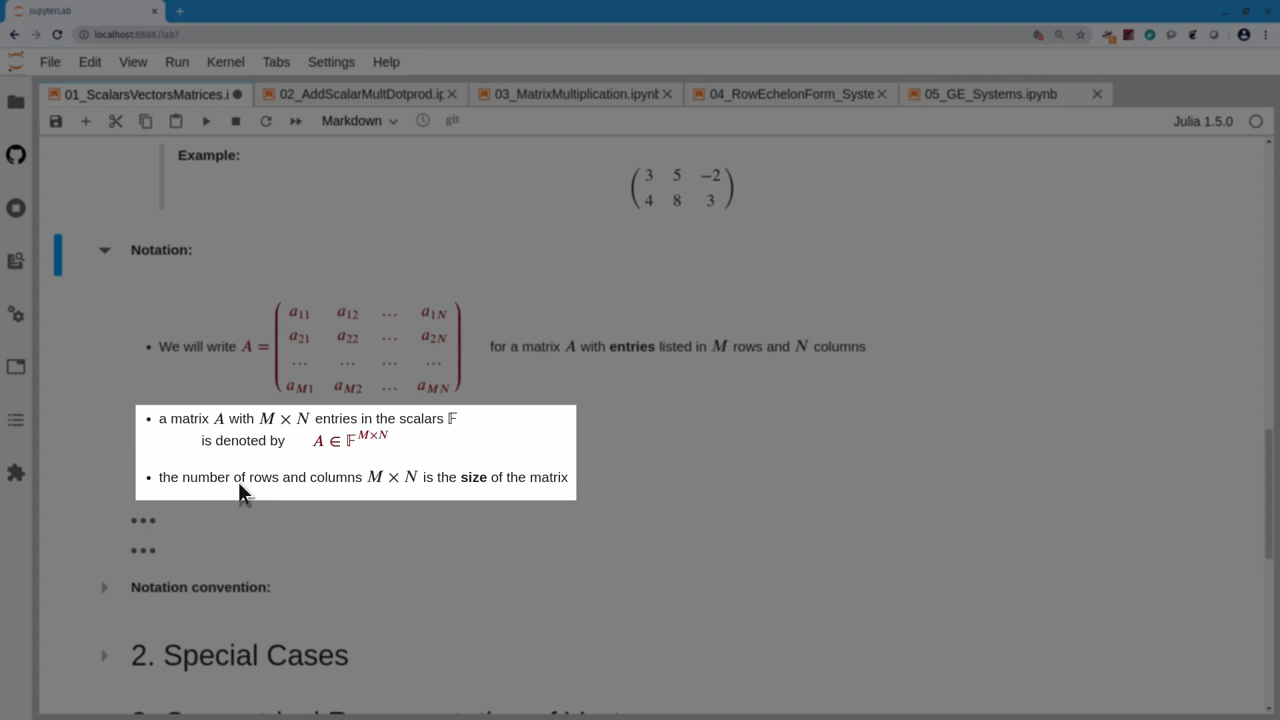 JupyterLab
localhost:8888/lab?
File Edit View Run Kernel Tabs Settings Help
01_ScalarsVectorsMatrices.i 02_AddScalarMultDotprod.ip 03_MatrixMultiplication.ipynb 04_RowEchelonForm_Syste 05_GE_Systems.ipynb
Markdown git Julia 1.5.0
Example:
3 5 −2
4 8 3
Notation:
a11 a12 … a1N
a21 a22 … a2N
• We will write A = for a matrix A with entries listed in M rows and N columns
… … … …
aM1 aM2 … aMN
• a matrix A with M × N entries in the scalars 𝔽
is denoted by A ∈ 𝔽^M×N
• the number of rows and columns M × N is the size of the matrix
•••
•••
Notation convention:
2. Special Cases